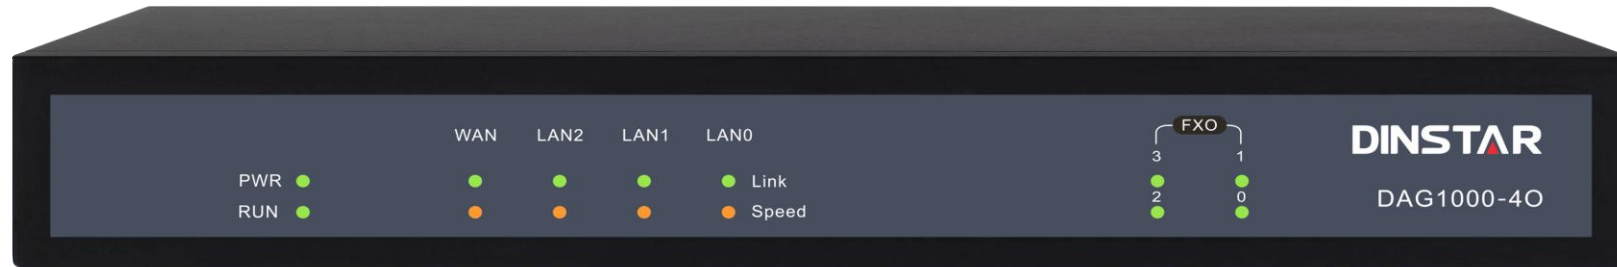 WAN LAN2 LAN1 LAN0
PWR Link
RUN Speed
FXO
3 1
2 0
DINSTAR
DAG1000-4O